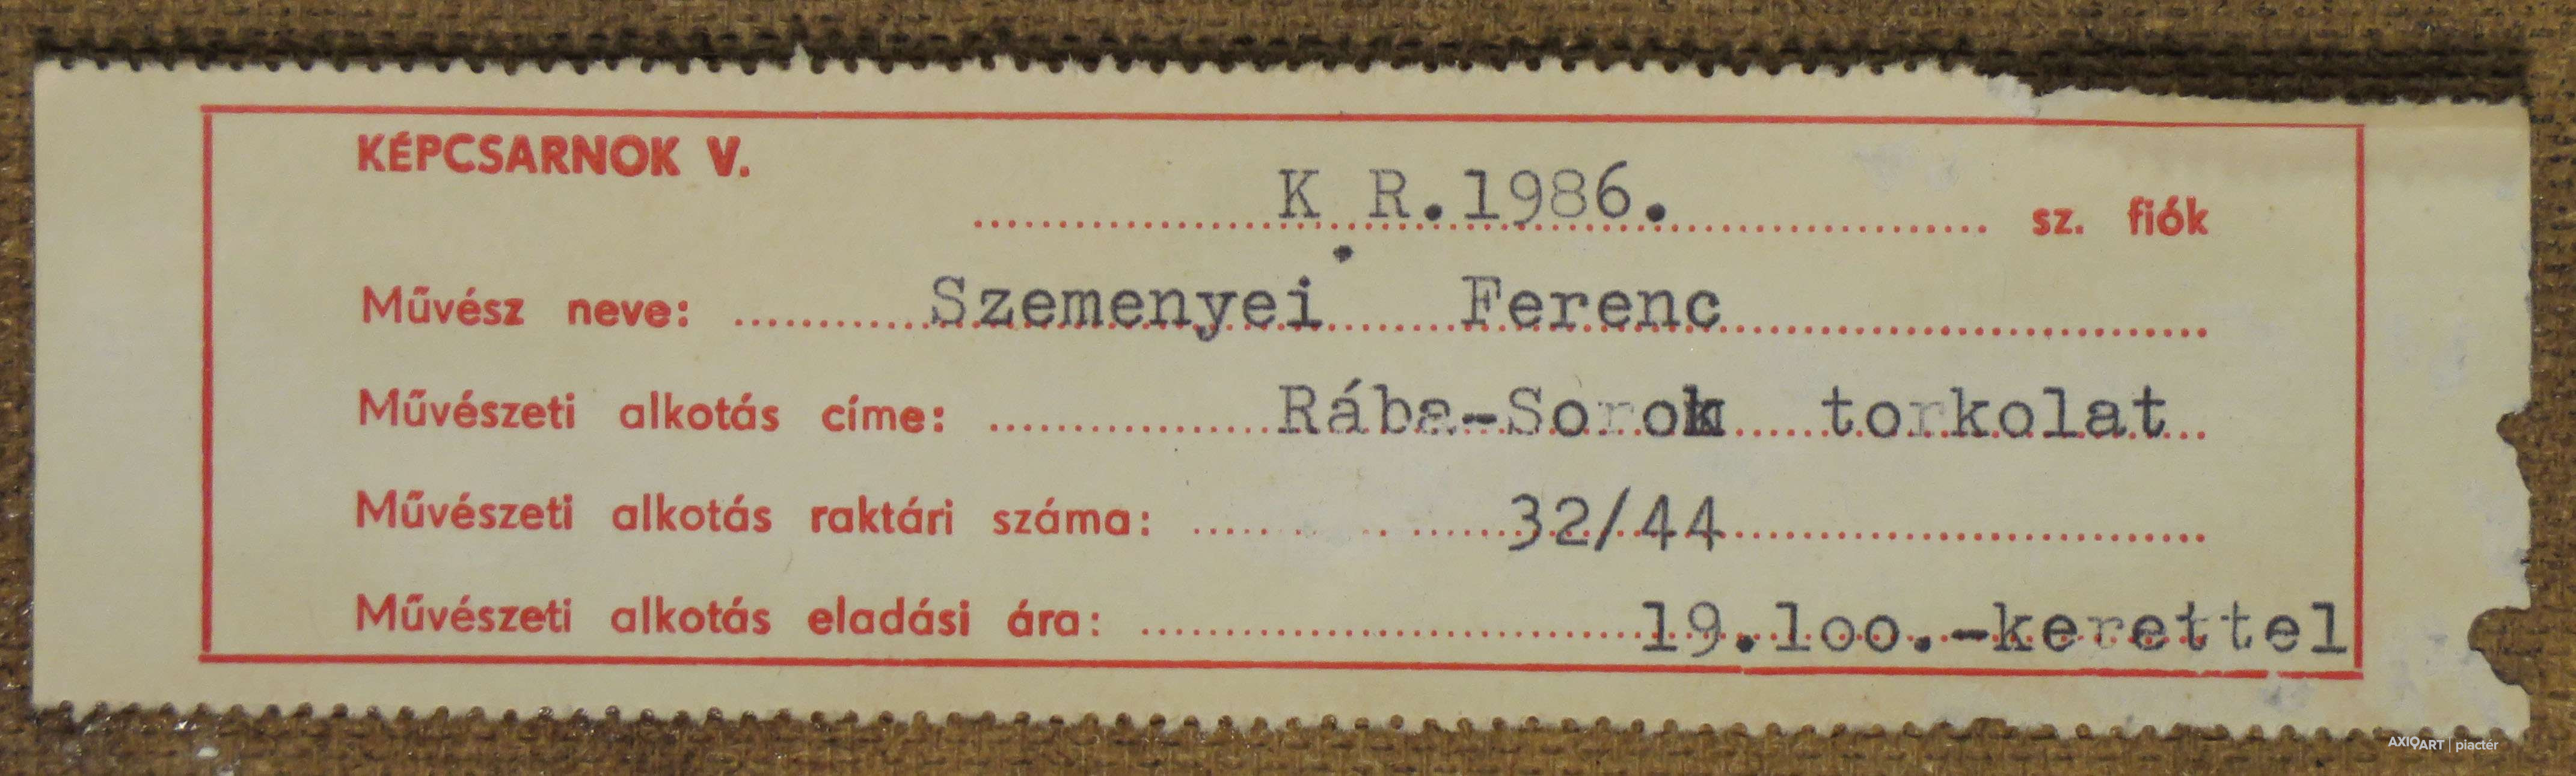 KÉPCSARNOK V.
K R.1986. sz. fiók
Művész neve: Szemenyei Ferenc
Művészeti alkotás címe: Rába-Sorok torkolat
Művészeti alkotás raktári száma: 32/44
Művészeti alkotás eladási ára: 19.loo.-kerettel
AXIOART | piactér